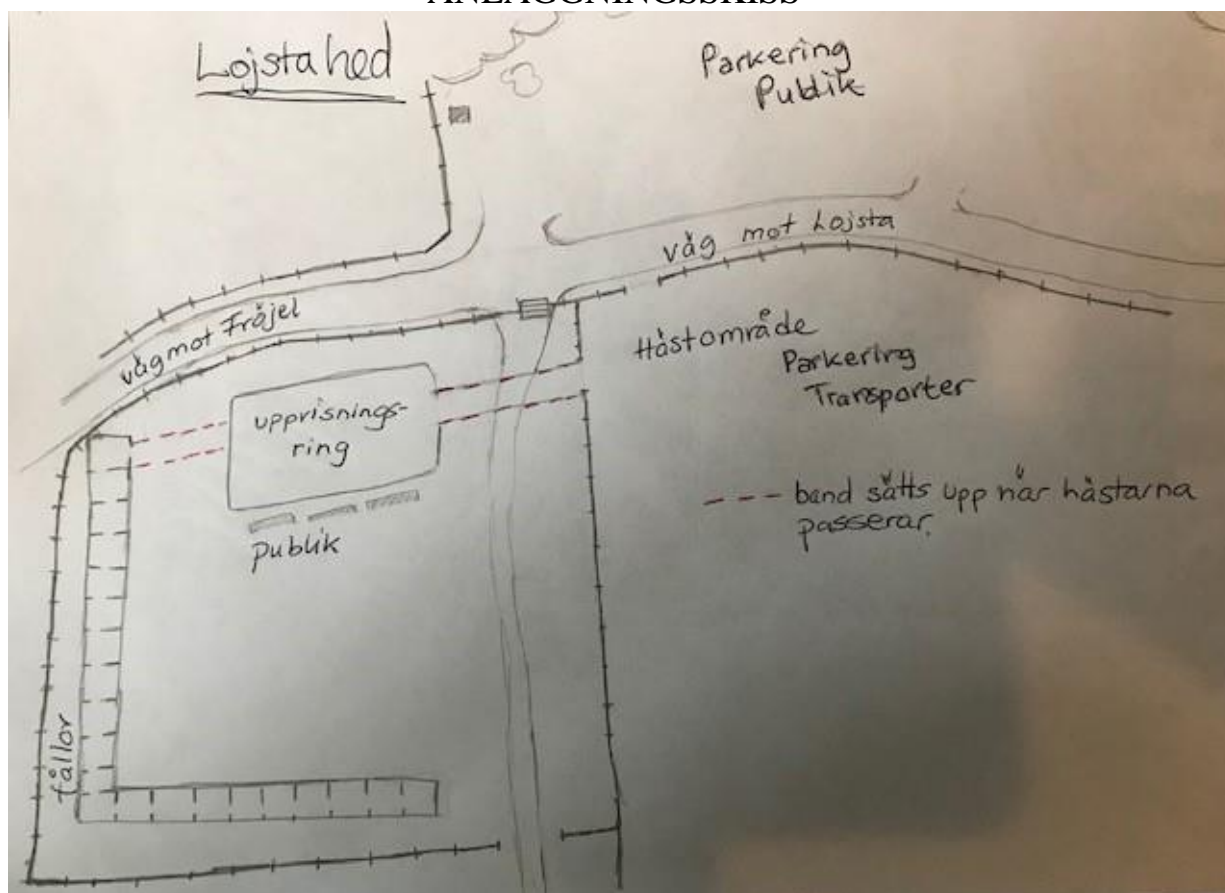 ANLÄGGNINGSSKISS
Lojsta hed
Parkering
Publik
väg mot Lojsta
väg mot Fröjel
Hästområde
Parkering
Transporter
upprisnings-
ring
band sätts upp när hästarna
passerar.
publik
fållor